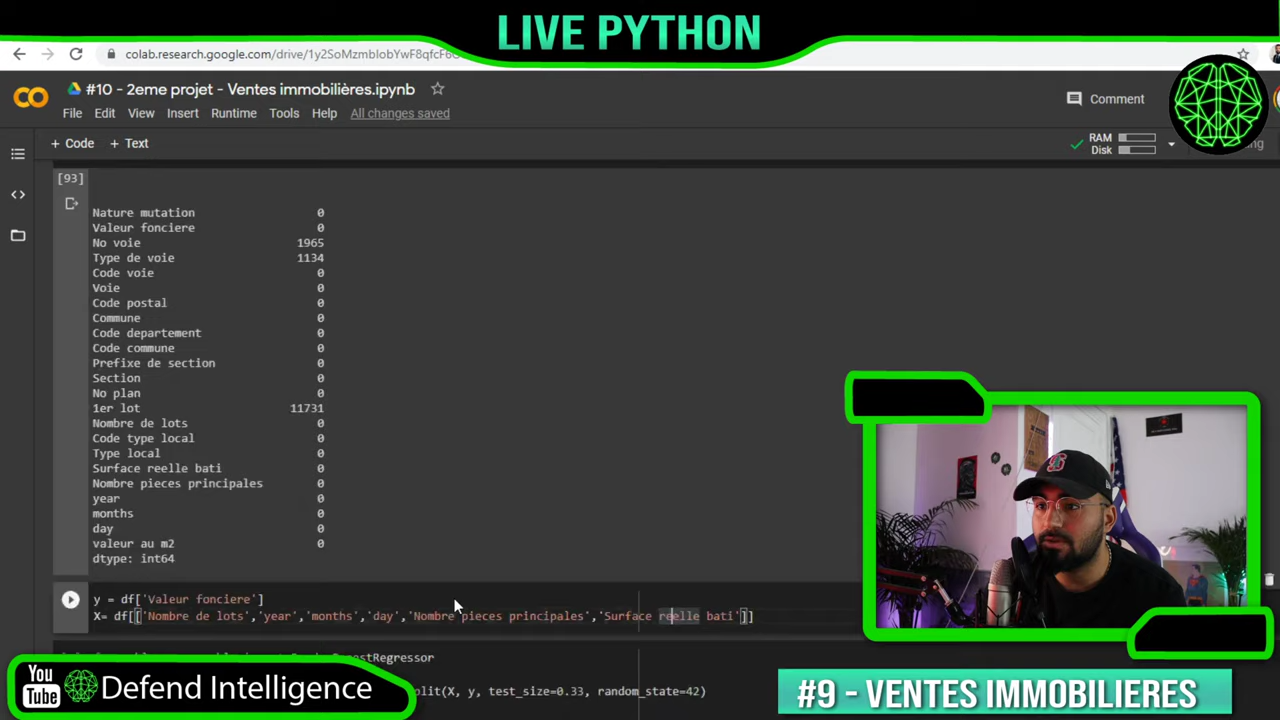 LIVE PYTHON
colab.research.google.com/drive/1y2SoMzmbIobYwF8qfcF6
#10 - 2eme projet - Ventes immobilières.ipynb
Comment
File Edit View Insert Runtime Tools Help All changes saved
+ Code + Text
RAM
Disk
[93]
Nature mutation 0
Valeur fonciere 0
No voie 1965
Type de voie 1134
Code voie 0
Voie 0
Code postal 0
Commune 0
Code departement 0
Code commune 0
Prefixe de section 0
Section 0
No plan 0
1er lot 11731
Nombre de lots 0
Code type local 0
Type local 0
Surface reelle bati 0
Nombre pieces principales 0
year 0
months 0
day 0
valeur au m2 0
dtype: int64
y = df['Valeur fonciere']
X= df[['Nombre de lots','year','months','day','Nombre pieces principales','Surface reelle bati']]
estRegressor
plit(X, y, test_size=0.33, random_state=42)
You
Tube
Defend Intelligence
#9 - VENTES IMMOBILIERES